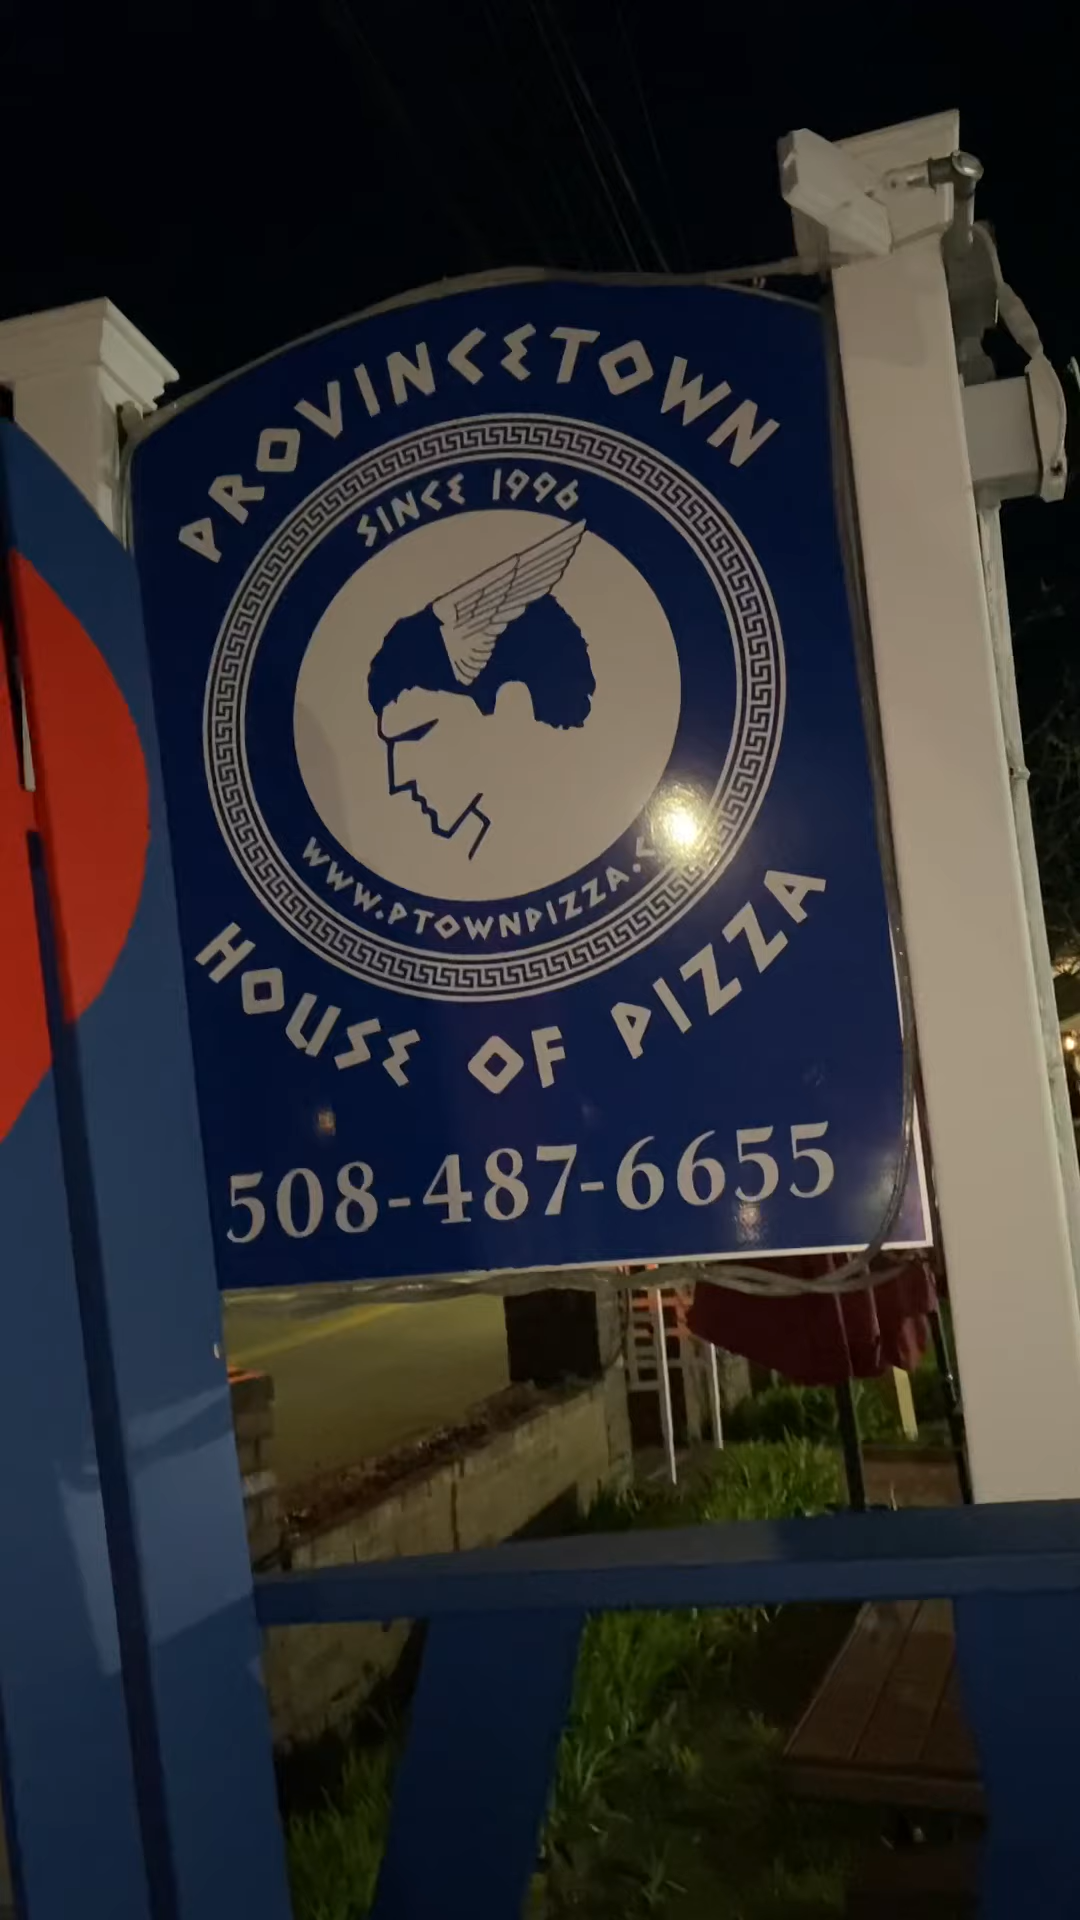 PROVINCETOWN
SINCE 1996
WWW.PTOWNPIZZA.C
HOUSE OF PIZZA
508-487-6655